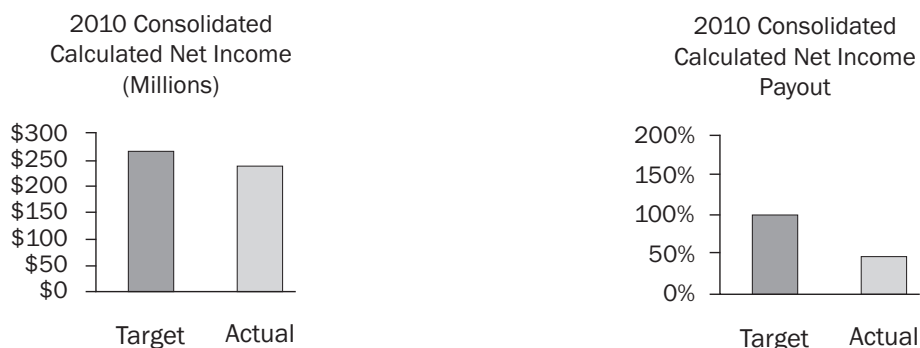 2010 Consolidated
Calculated Net Income
(Millions)
$300
$250
$200
$150
$100
$50
$0
Target Actual
2010 Consolidated
Calculated Net Income
Payout
200%
150%
100%
50%
0%
Target Actual